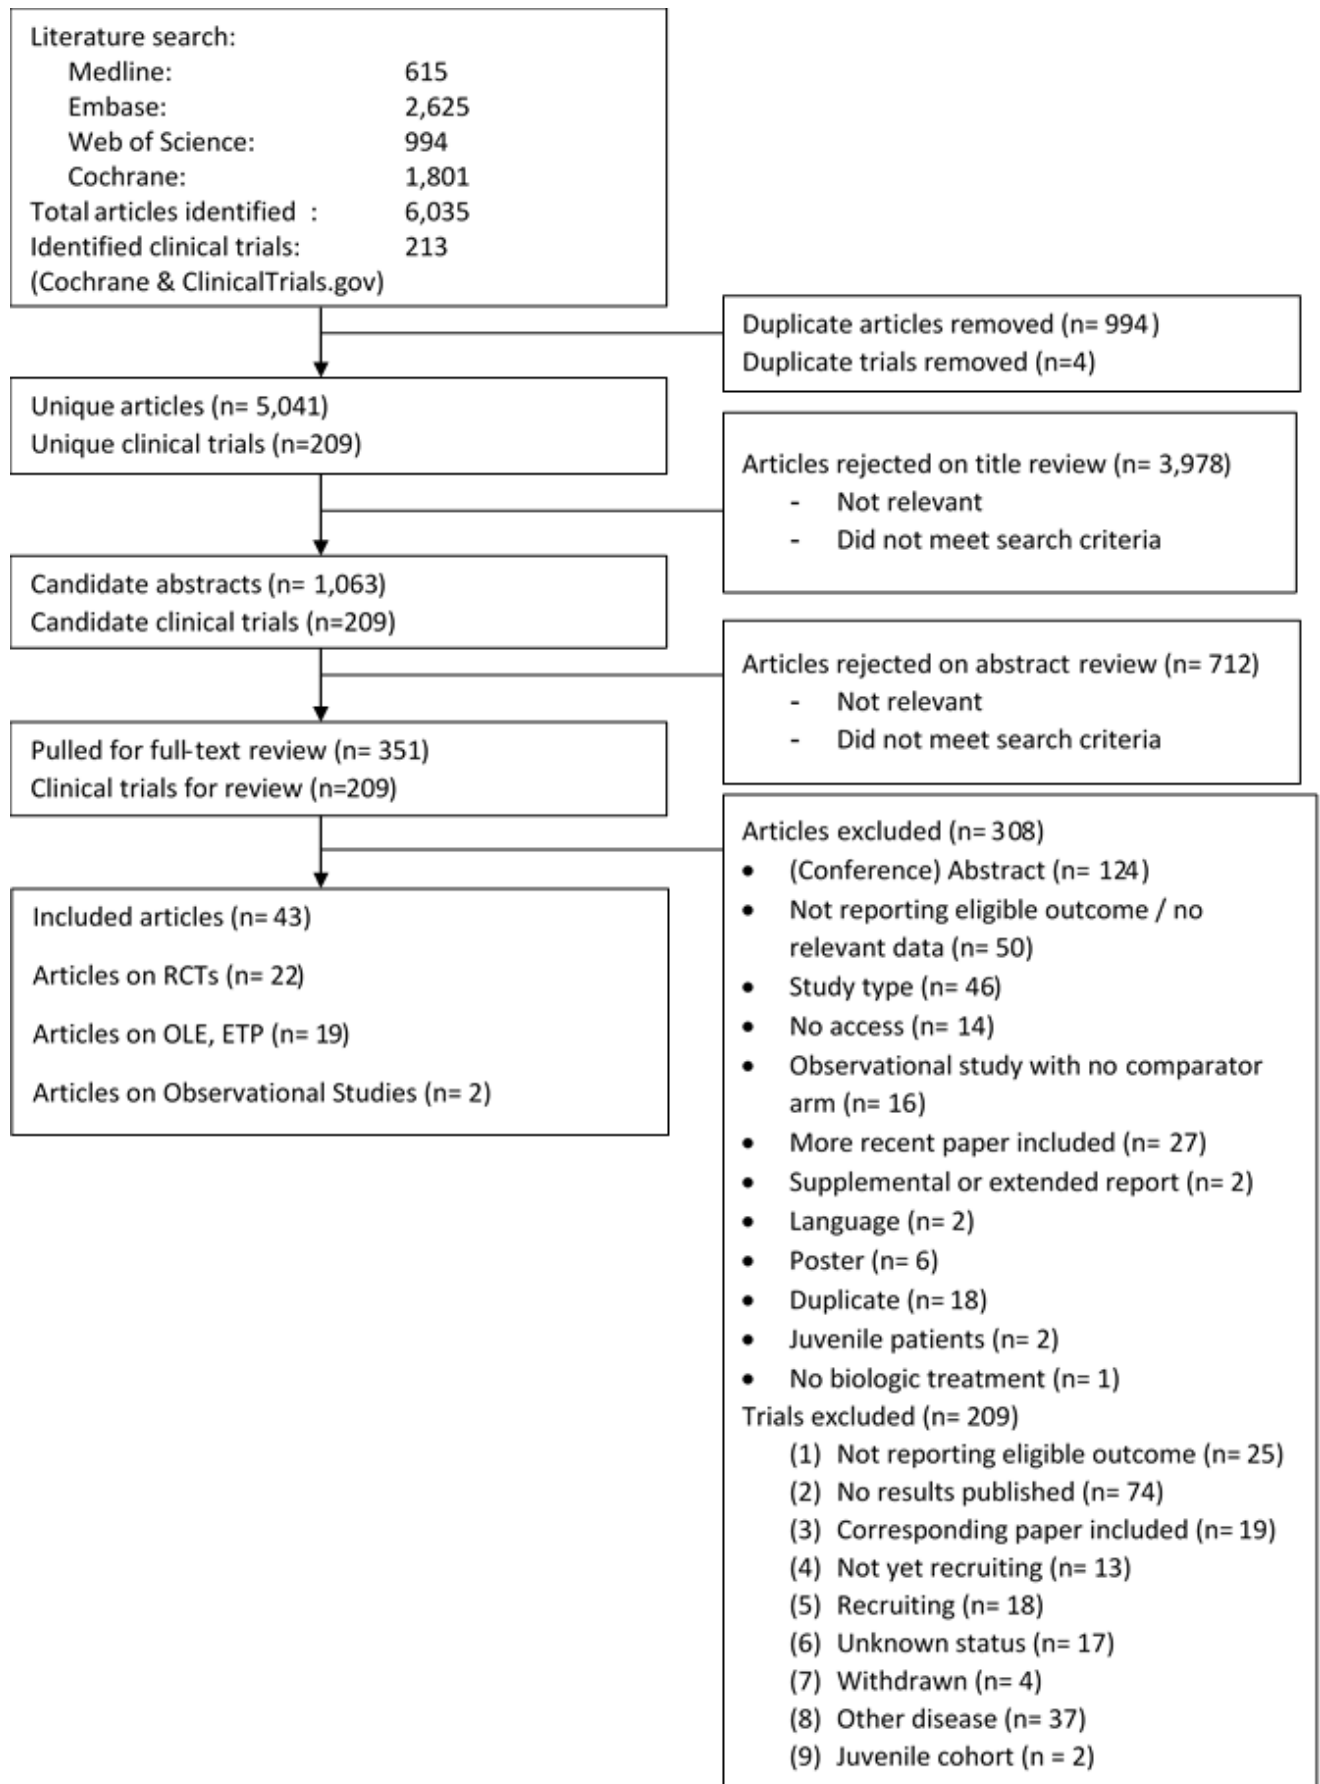 Literature search:
Medline: 615
Embase: 2,625
Web of Science: 994
Cochrane: 1,801
Total articles identified : 6,035
Identified clinical trials: 213
(Cochrane & ClinicalTrials.gov)
Duplicate articles removed (n= 994)
Duplicate trials removed (n=4)
Unique articles (n= 5,041)
Unique clinical trials (n=209)
Articles rejected on title review (n= 3,978)
- Not relevant
- Did not meet search criteria
Candidate abstracts (n= 1,063)
Candidate clinical trials (n=209)
Articles rejected on abstract review (n= 712)
- Not relevant
- Did not meet search criteria
Pulled for full-text review (n= 351)
Clinical trials for review (n=209)
Articles excluded (n= 308)
• (Conference) Abstract (n= 124)
• Not reporting eligible outcome / no
relevant data (n= 50)
• Study type (n= 46)
• No access (n= 14)
• Observational study with no comparator
arm (n= 16)
• More recent paper included (n= 27)
• Supplemental or extended report (n= 2)
• Language (n= 2)
• Poster (n= 6)
• Duplicate (n= 18)
• Juvenile patients (n= 2)
• No biologic treatment (n= 1)
Trials excluded (n= 209)
(1) Not reporting eligible outcome (n= 25)
(2) No results published (n= 74)
(3) Corresponding paper included (n= 19)
(4) Not yet recruiting (n= 13)
(5) Recruiting (n= 18)
(6) Unknown status (n= 17)
(7) Withdrawn (n= 4)
(8) Other disease (n= 37)
(9) Juvenile cohort (n = 2)
Included articles (n= 43)
Articles on RCTs (n= 22)
Articles on OLE, ETP (n= 19)
Articles on Observational Studies (n= 2)